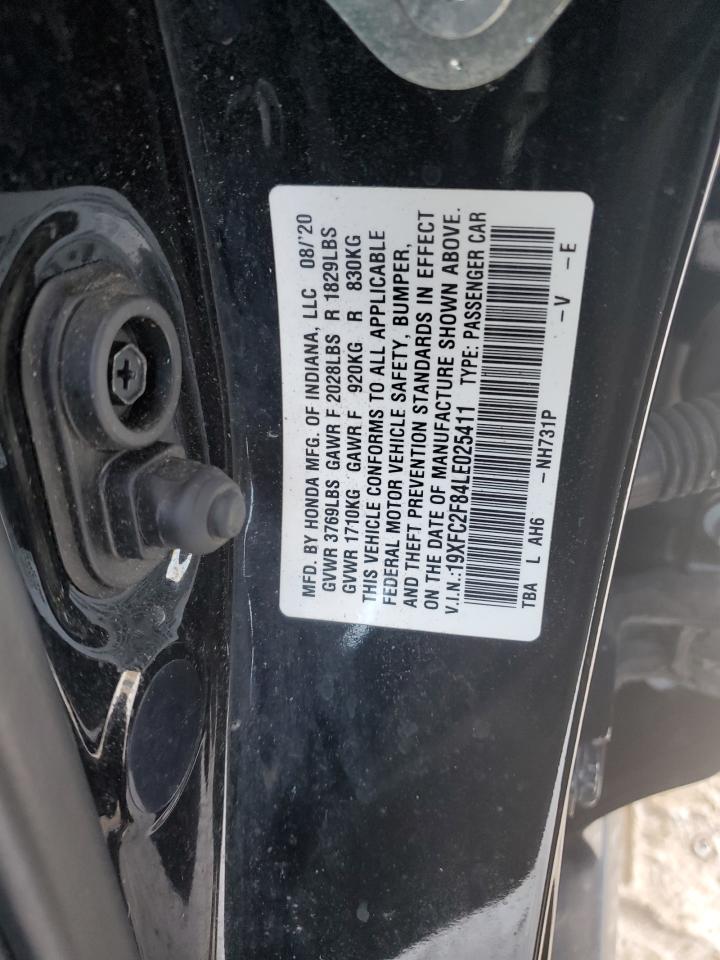 MFD. BY HONDA MFG. OF INDIANA, LLC 08/'20
GVWR 3769LBS GAWR F 2028LBS R 1829LBS
GVWR 1710KG GAWR F 920KG R 830KG
THIS VEHICLE CONFORMS TO ALL APPLICABLE
FEDERAL MOTOR VEHICLE SAFETY, BUMPER,
AND THEFT PREVENTION STANDARDS IN EFFECT
ON THE DATE OF MANUFACTURE SHOWN ABOVE.
V.I.N.:19XFC2F84LE025411 TYPE: PASSENGER CAR
TBA L AH6 -NH731P -V -E